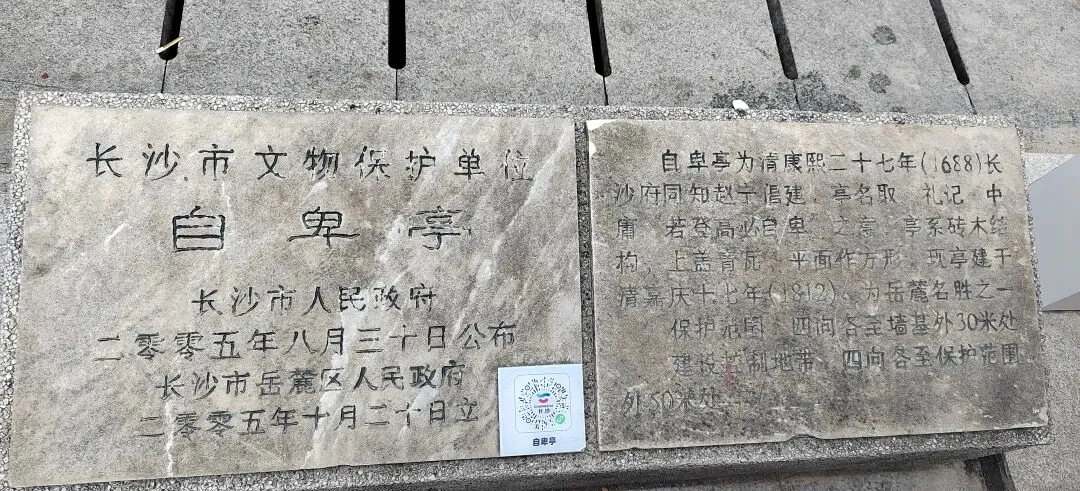 长沙市文物保护单位
自卑亭
长沙市人民政府
二零零五年八月三十日公布
长沙市岳麓区人民政府
二零零五年十月二十日立
长沙
自卑亭
自卑亭为清康熙二十七年(1688)长
沙府同知赵宁倡建，亭名取 礼记·中
庸 “若登高必自卑” 之意 亭系砖木结
构，上盖青瓦，平面作方形，现亭建于
清嘉庆十七年(1812)。为岳麓名胜之一
保护范围 四向各至墙基外30米处
建设控制地带 四向各至保护范围
外50米处